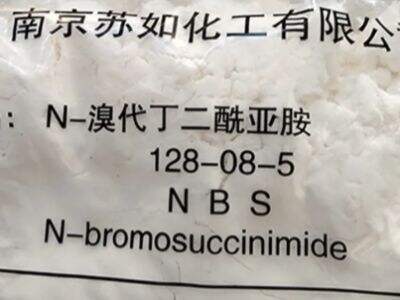 南京苏如化工有限公
: N-溴代丁二酰亚胺
128-08-5
N B S
N-bromosuccinimide